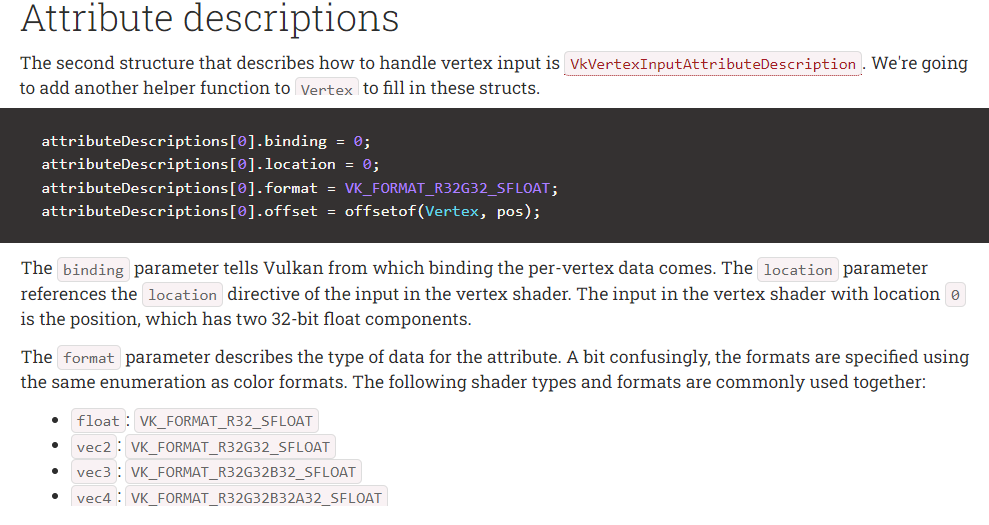 Attribute descriptions
The second structure that describes how to handle vertex input is VkVertexInputAttributeDescription. We're going
to add another helper function to Vertex to fill in these structs.
attributeDescriptions[0].binding = 0;
attributeDescriptions[0].location = 0;
attributeDescriptions[0].format = VK_FORMAT_R32G32_SFLOAT;
attributeDescriptions[0].offset = offsetof(Vertex, pos);
The binding parameter tells Vulkan from which binding the per-vertex data comes. The location parameter
references the location directive of the input in the vertex shader. The input in the vertex shader with location 0
is the position, which has two 32-bit float components.
The format parameter describes the type of data for the attribute. A bit confusingly, the formats are specified using
the same enumeration as color formats. The following shader types and formats are commonly used together:
• float: VK_FORMAT_R32_SFLOAT
• vec2: VK_FORMAT_R32G32_SFLOAT
• vec3: VK_FORMAT_R32G32B32_SFLOAT
• vec4: VK_FORMAT_R32G32B32A32_SFLOAT